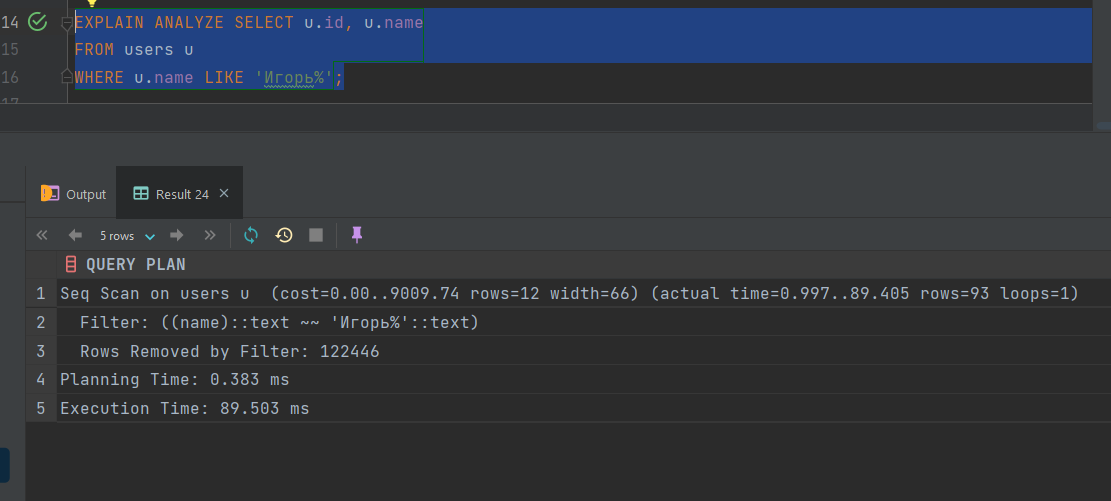 14 EXPLAIN ANALYZE SELECT u.id, u.name
15 FROM users u
16 WHERE u.name LIKE 'Игорь%';
17
Output Result 24
5 rows
QUERY PLAN
1 Seq Scan on users u  (cost=0.00..9009.74 rows=12 width=66) (actual time=0.997..89.405 rows=93 loops=1)
2   Filter: ((name)::text ~~ 'Игорь%'::text)
3   Rows Removed by Filter: 122446
4 Planning Time: 0.383 ms
5 Execution Time: 89.503 ms